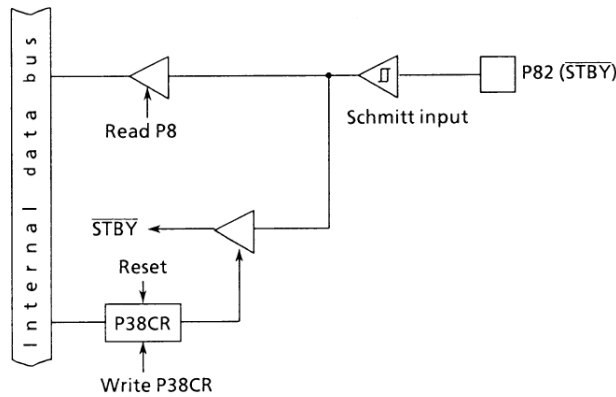 Internal data bus
P82 (STBY)
Read P8
Schmitt input
STBY
Reset
P38CR
Write P38CR